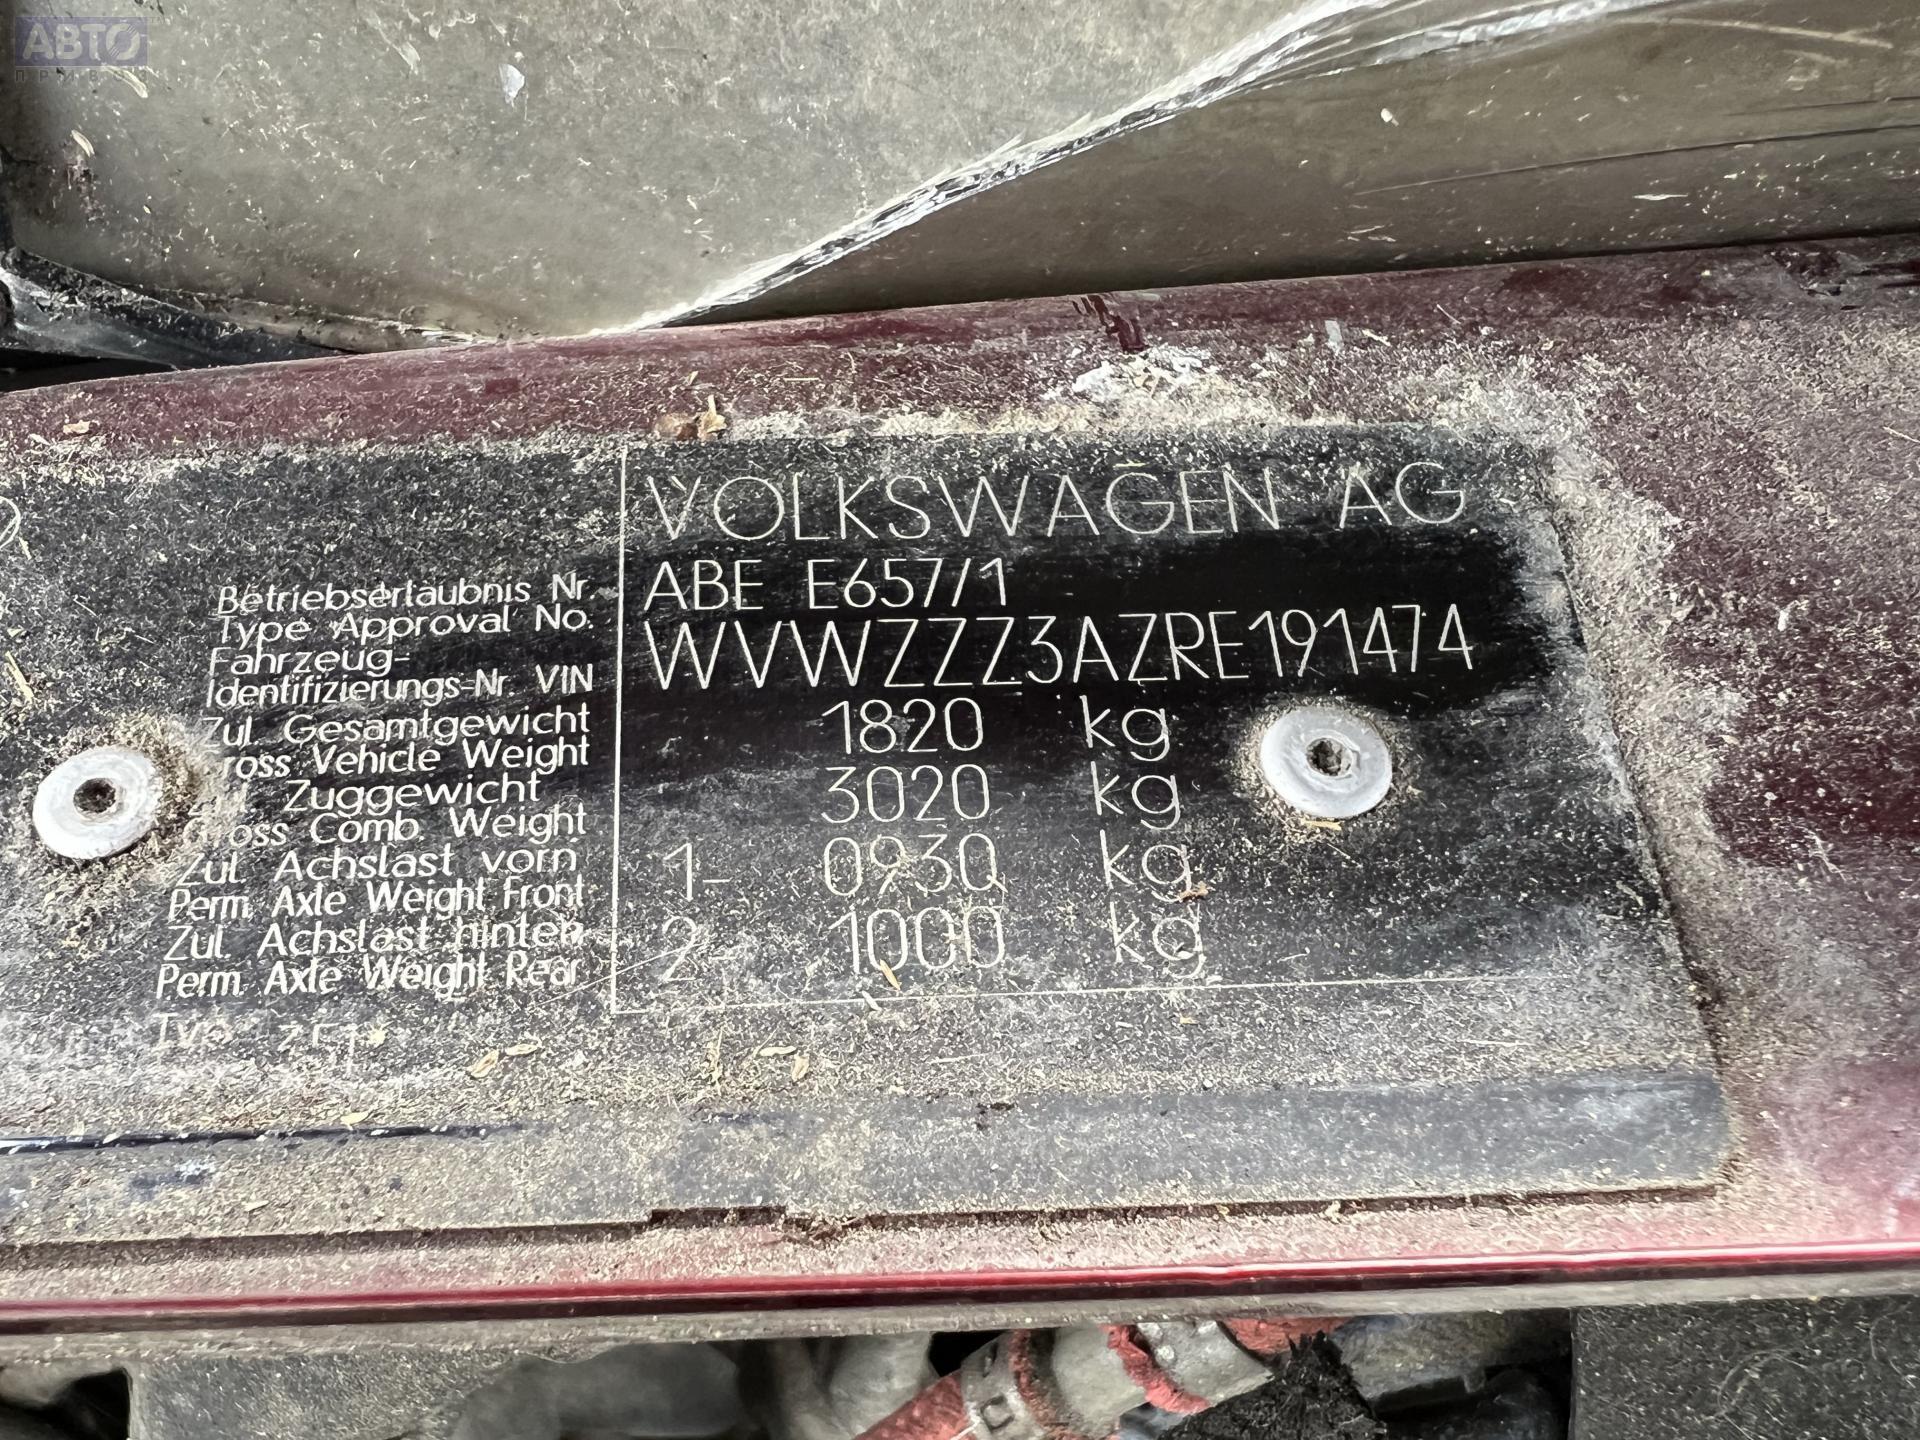 АВТО
ПРИВОЗ
VOLKSWAGEN AG
Betriebserlaubnis Nr.
Type Approval No.
ABE E657/1
Fahrzeug-
Identifizierungs-Nr. VIN
WVWZZZ3AZRE191474
Zul Gesamtgewicht
ross Vehicle Weight
1820 kg
Zuggewicht
Gross Comb. Weight
3020 kg
Zul Achslast vorn
Perm. Axle Weight Front
1- 0930 kg
Zul. Achslast hinten
Perm. Axle Weight Rear
2- 1000 kg